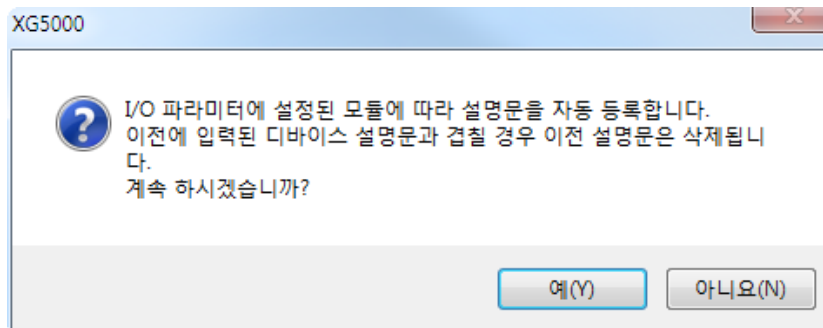 XG5000
I/O 파라미터에 설정된 모듈에 따라 설명문을 자동 등록합니다.
이전에 입력된 디바이스 설명문과 겹칠 경우 이전 설명문은 삭제됩니
다.
계속 하시겠습니까?
예(Y)
아니요(N)